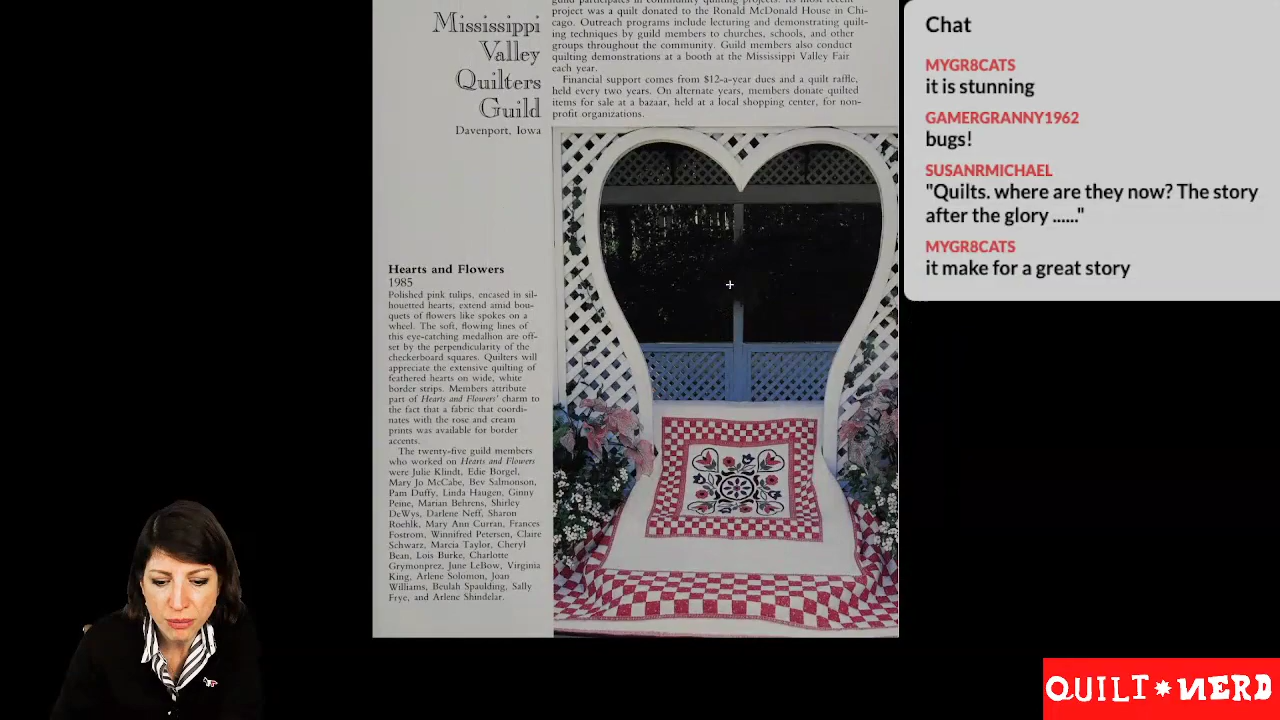 Mississippi
Valley
Quilters
Guild
Davenport, Iowa
guild participates in community quilting projects. Its most recent
project was a quilt donated to the Ronald McDonald House in Chi-
cago. Outreach programs include lecturing and demonstrating quilt-
ing techniques by guild members to churches, schools, and other
groups throughout the community. Guild members also conduct
quilting demonstrations at a booth at the Mississippi Valley Fair
each year.
Financial support comes from $12-a-year dues and a quilt raffle,
held every two years. On alternate years, members donate quilted
items for sale at a bazaar, held at a local shopping center, for non-
profit organizations.
Hearts and Flowers
1985
Polished pink tulips, encased in sil-
houetted hearts, extend amid bou-
quets of flowers like spokes on a
wheel. The soft, flowing lines of
this eye-catching medallion are off-
set by the perpendicularity of the
checkerboard squares. Quilters will
appreciate the extensive quilting of
feathered hearts on wide, white
border strips. Members attribute
part of Hearts and Flowers' charm to
the fact that a fabric that coordi-
nates with the rose and cream
prints was available for border
accents.
The twenty-five guild members
who worked on Hearts and Flowers
were Julie Klindt, Edie Borgel,
Mary Jo McCabe, Bev Salmonson,
Pam Duffy, Linda Haugen, Ginny
Peine, Marian Behrens, Shirley
DeWys, Darlene Neff, Sharon
Roehlk, Mary Ann Curran, Frances
Fostrom, Winnifred Petersen, Claire
Schwarz, Marcia Taylor, Cheryl
Bean, Lois Burke, Charlotte
Grymonprez, June LeBow, Virginia
King, Arlene Solomon, Joan
Williams, Beulah Spaulding, Sally
Frye, and Arlene Shindelar.
Chat
MYGR8CATS
it is stunning
GAMERGRANNY1962
bugs!
SUSANRMICHAEL
"Quilts. where are they now? The story
after the glory ......"
MYGR8CATS
it make for a great story
QUILT*NERD